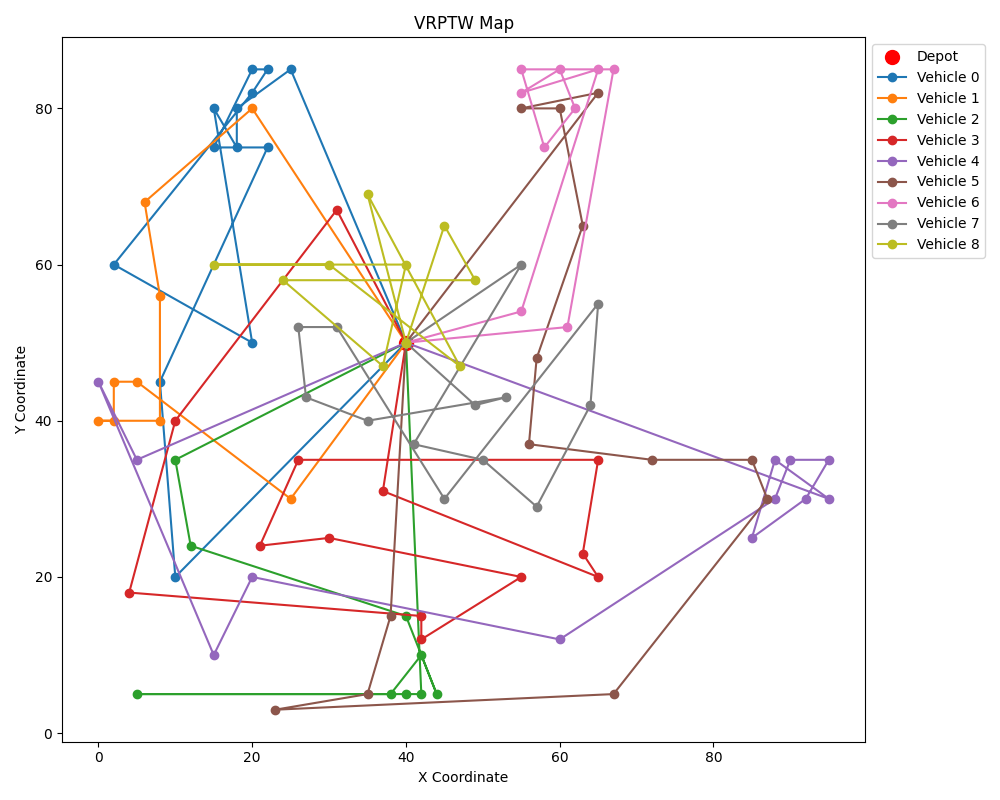 VRPTW Map
Depot
Vehicle 0
Vehicle 1
Vehicle 2
Vehicle 3
Vehicle 4
Vehicle 5
Vehicle 6
Vehicle 7
Vehicle 8
Y Coordinate
80
60
40
20
0
0 20 40 60 80
X Coordinate